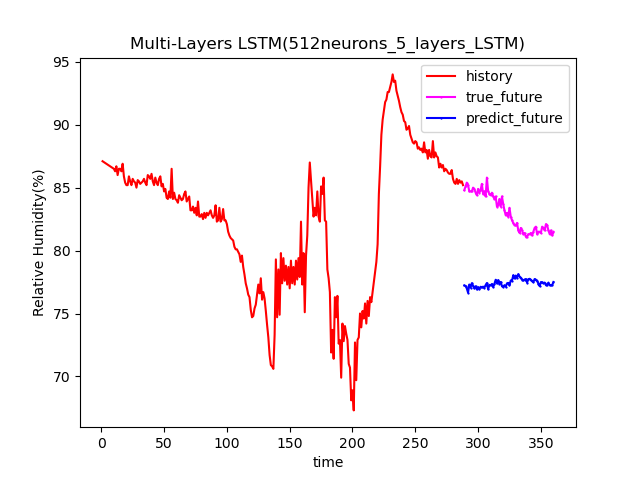 Multi-Layers LSTM(512neurons_5_layers_LSTM)
history
true_future
predict_future
Relative Humidity(%)
95
90
85
80
75
70
0 50 100 150 200 250 300 350
time